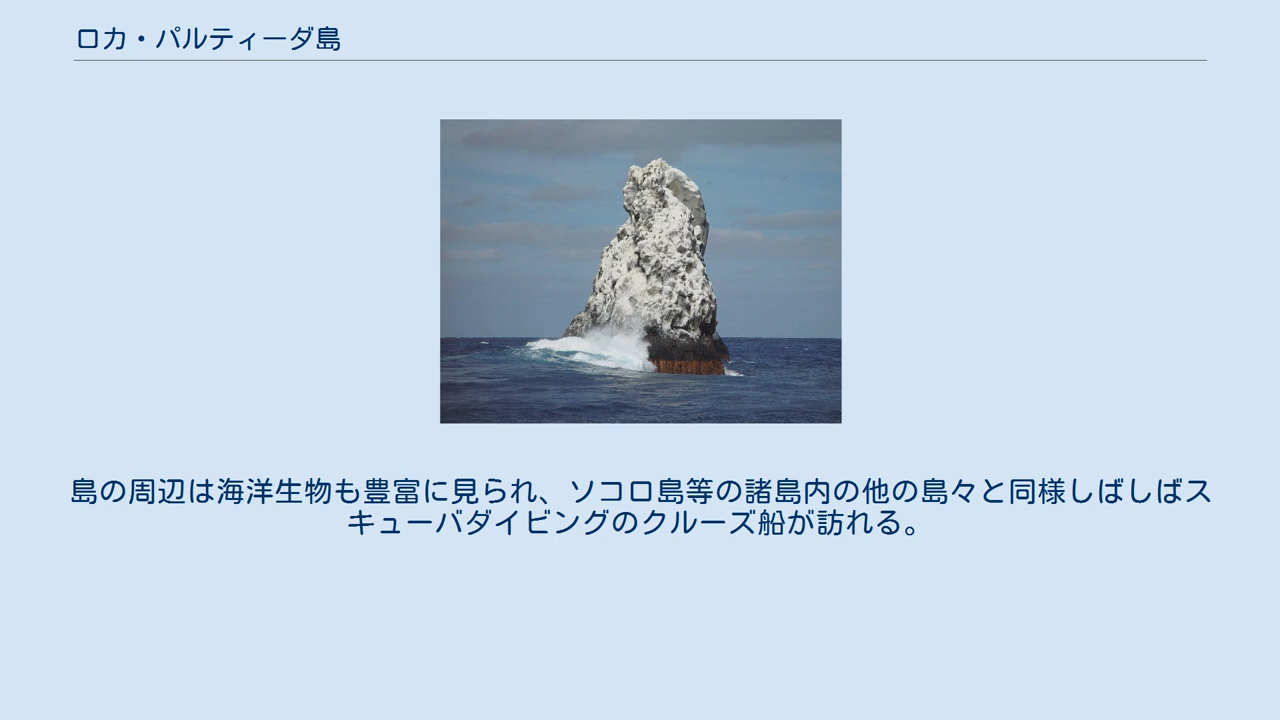 ロカ・パルティーダ島
島の周辺は海洋生物も豊富に見られ、ソコロ島等の諸島内の他の島々と同様しばしばス
キューバダイビングのクルーズ船が訪れる。